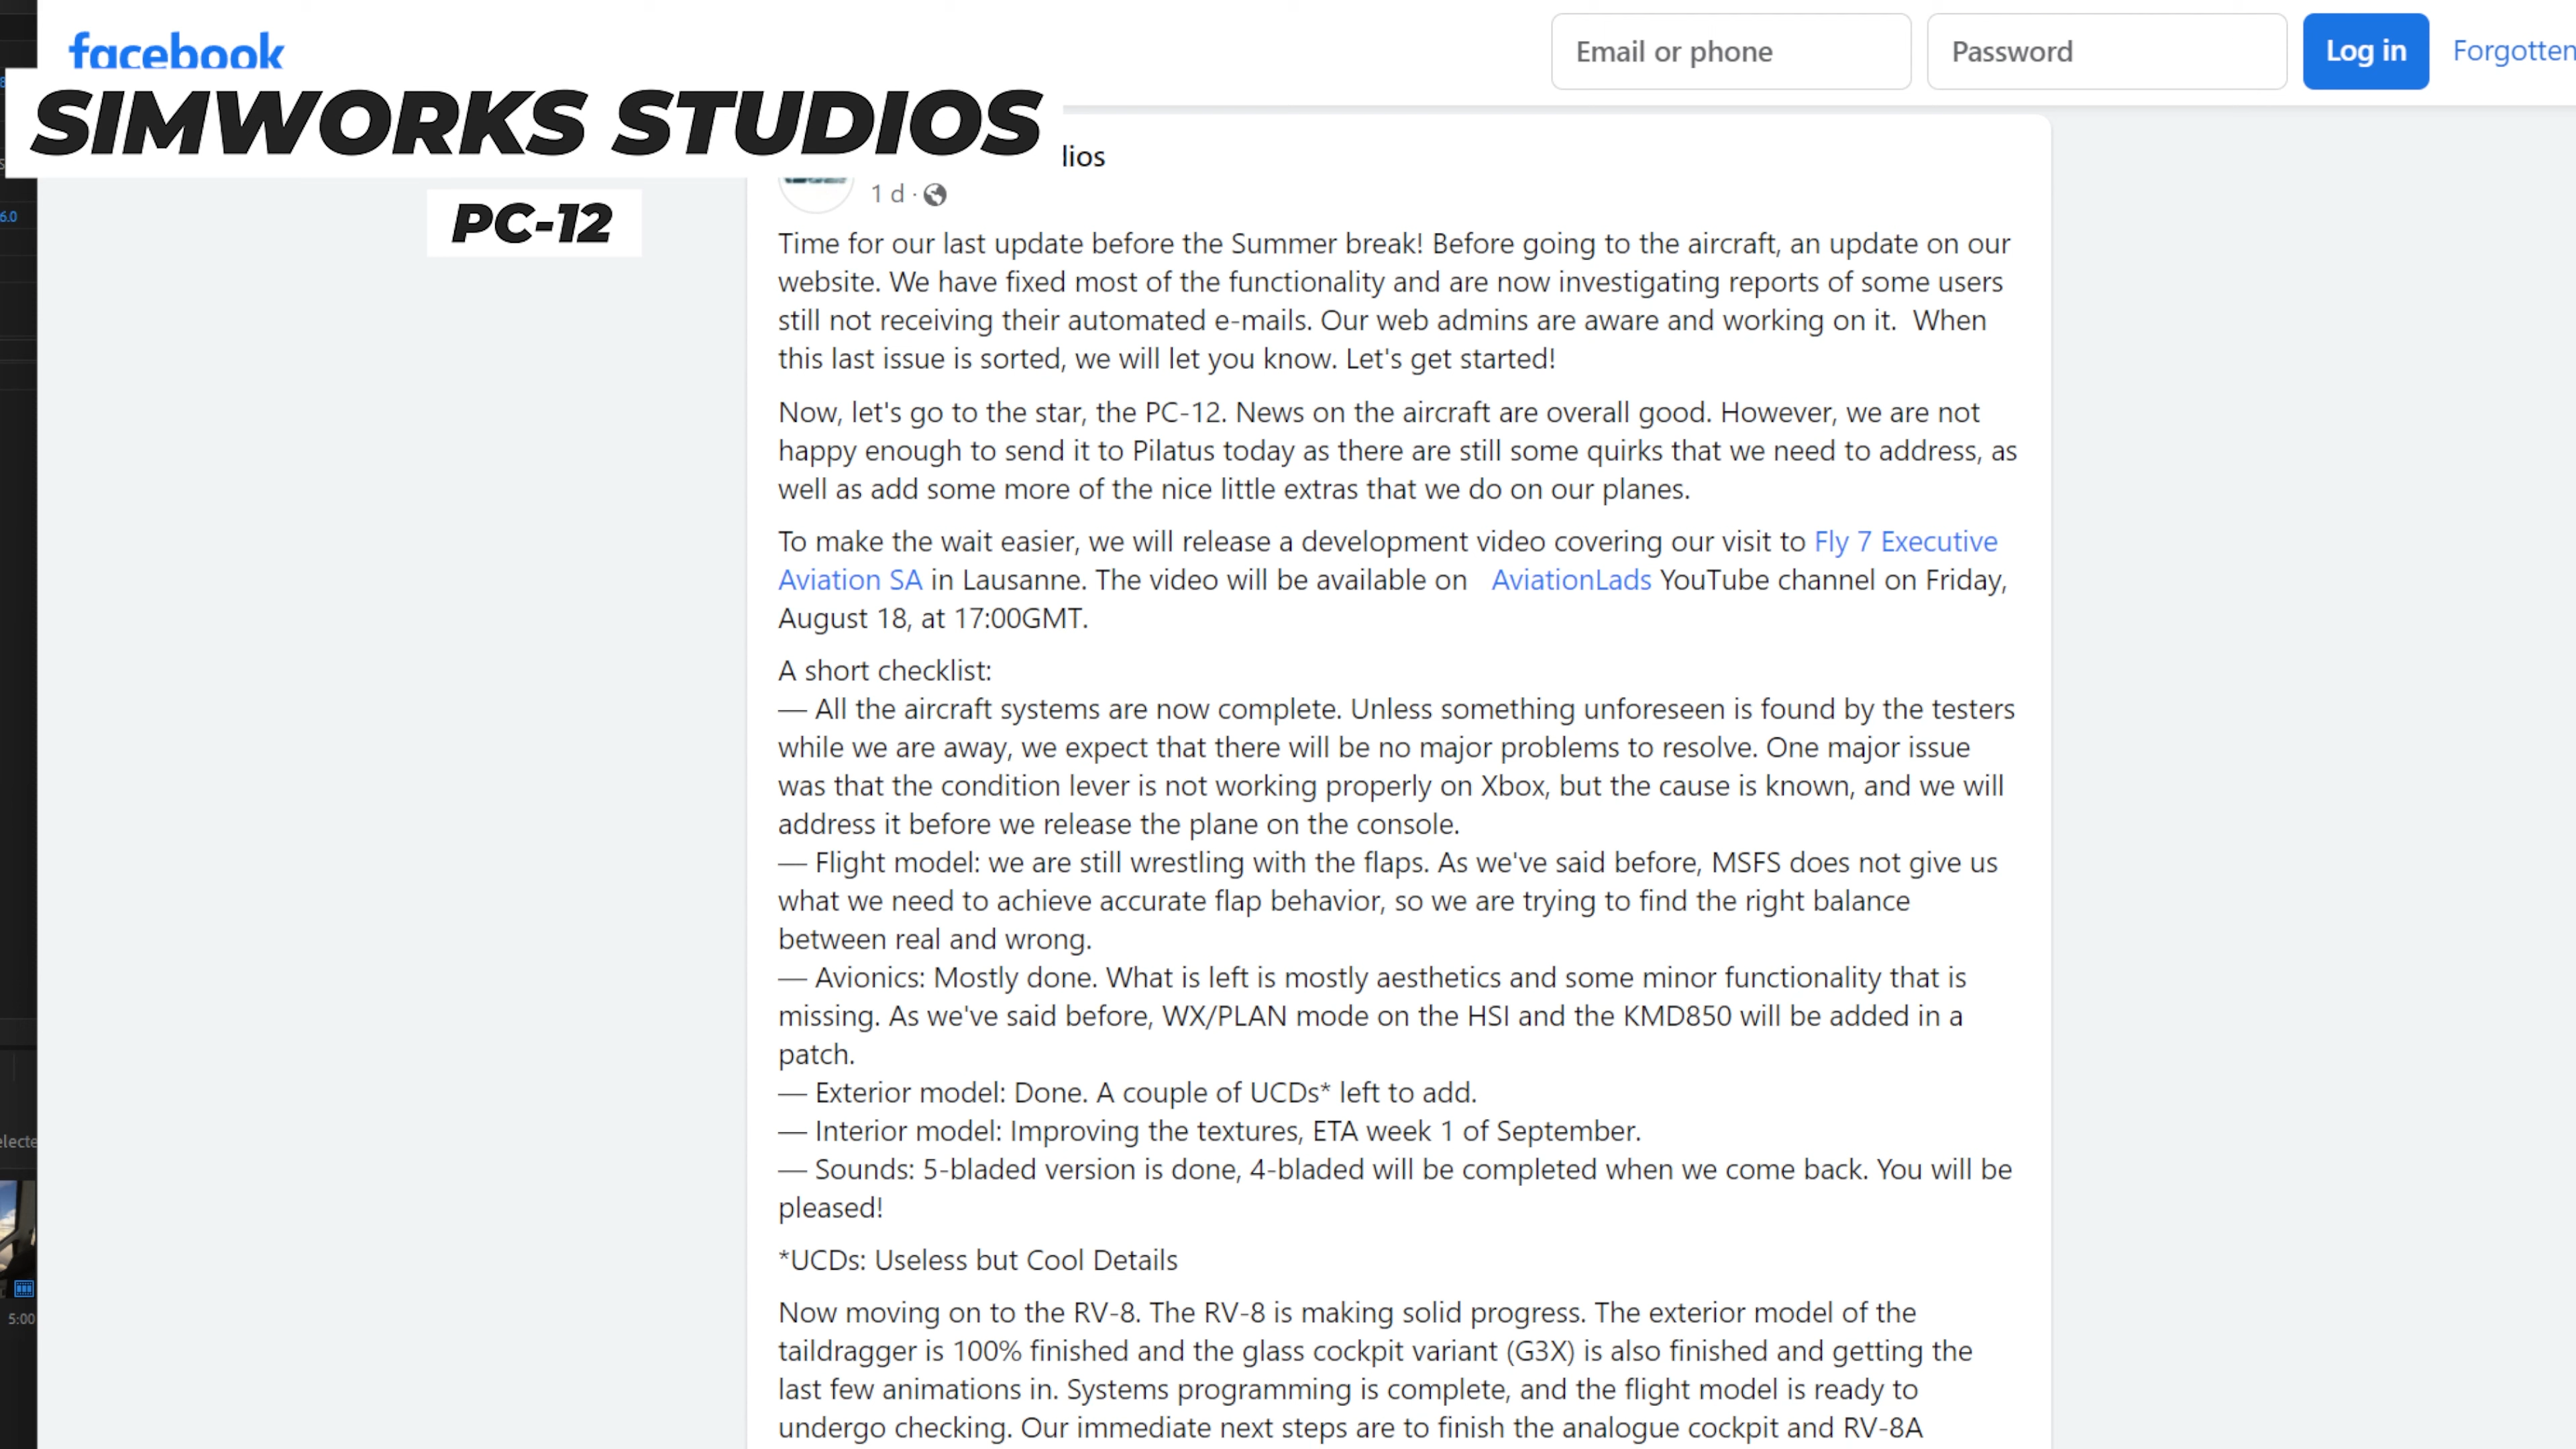 facebook
Email or phone
Password
Log in
Forgotten
SIMWORKS STUDIOS
lios
PC-12
1 d ·
6.0
Time for our last update before the Summer break! Before going to the aircraft, an update on our
website. We have fixed most of the functionality and are now investigating reports of some users
still not receiving their automated e-mails. Our web admins are aware and working on it.  When
this last issue is sorted, we will let you know. Let's get started!
Now, let's go to the star, the PC-12. News on the aircraft are overall good. However, we are not
happy enough to send it to Pilatus today as there are still some quirks that we need to address, as
well as add some more of the nice little extras that we do on our planes.
To make the wait easier, we will release a development video covering our visit to Fly 7 Executive
Aviation SA in Lausanne. The video will be available on   AviationLads YouTube channel on Friday,
August 18, at 17:00GMT.
A short checklist:
— All the aircraft systems are now complete. Unless something unforeseen is found by the testers
while we are away, we expect that there will be no major problems to resolve. One major issue
was that the condition lever is not working properly on Xbox, but the cause is known, and we will
address it before we release the plane on the console.
— Flight model: we are still wrestling with the flaps. As we've said before, MSFS does not give us
what we need to achieve accurate flap behavior, so we are trying to find the right balance
between real and wrong.
— Avionics: Mostly done. What is left is mostly aesthetics and some minor functionality that is
missing. As we've said before, WX/PLAN mode on the HSI and the KMD850 will be added in a
patch.
— Exterior model: Done. A couple of UCDs* left to add.
— Interior model: Improving the textures, ETA week 1 of September.
— Sounds: 5-bladed version is done, 4-bladed will be completed when we come back. You will be
pleased!
*UCDs: Useless but Cool Details
Now moving on to the RV-8. The RV-8 is making solid progress. The exterior model of the
taildragger is 100% finished and the glass cockpit variant (G3X) is also finished and getting the
last few animations in. Systems programming is complete, and the flight model is ready to
undergo checking. Our immediate next steps are to finish the analogue cockpit and RV-8A
electe
5:00